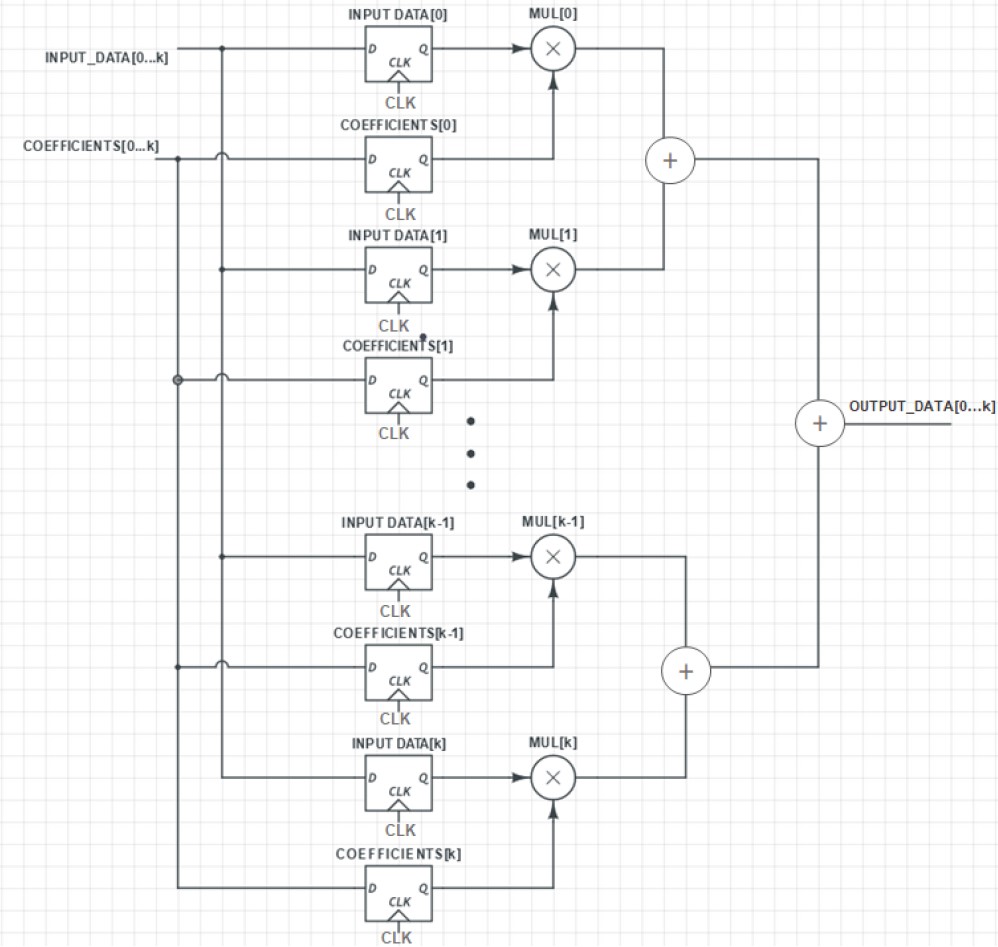 INPUT DATA[0]
MUL[0]
INPUT_DATA[0...k]
D
Q
CLK
×
CLK
COEFFICIENTS[0]
COEFFICIENTS[0...k]
D
Q
CLK
+
CLK
INPUT DATA[1]
MUL[1]
D
Q
CLK
×
CLK
COEFFICIENTS[1]
D
Q
CLK
CLK
OUTPUT_DATA[0...k]
+
INPUT DATA[k-1]
MUL[k-1]
D
Q
CLK
×
CLK
COEFFICIENTS[k-1]
D
Q
CLK
+
CLK
INPUT DATA[k]
MUL[k]
D
Q
CLK
×
CLK
COEFFICIENTS[k]
D
Q
CLK
CLK